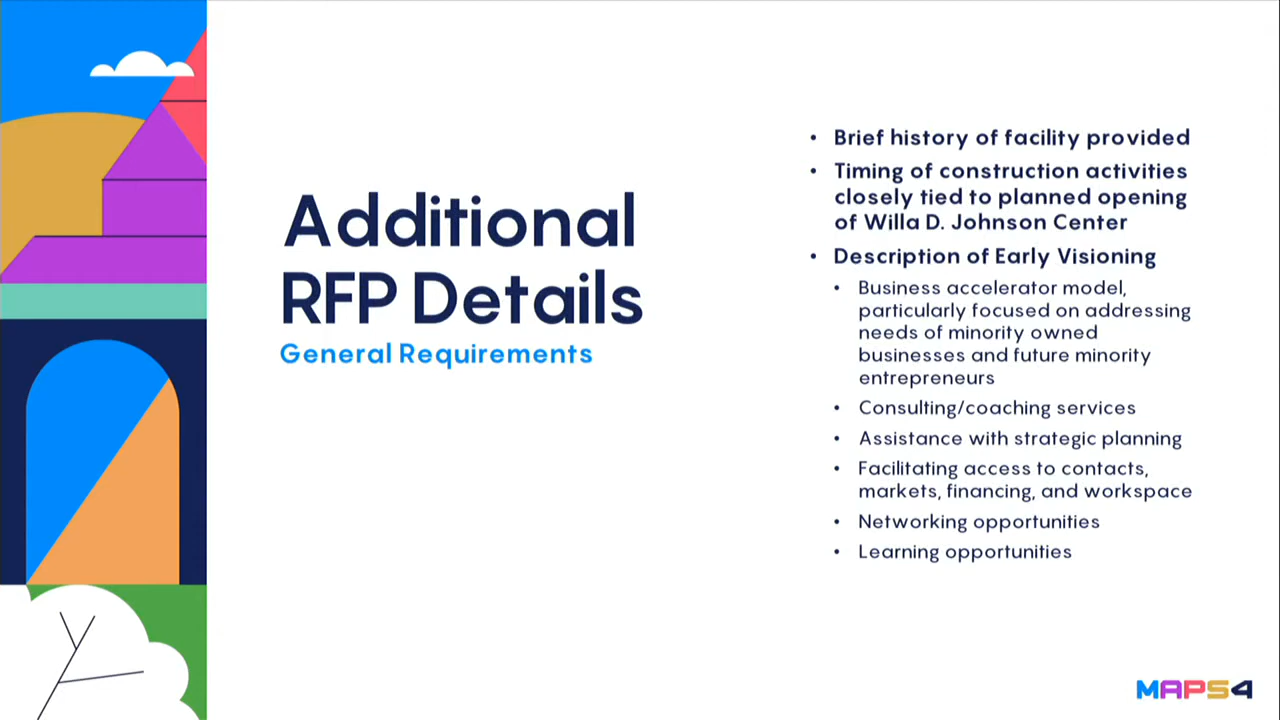 Additional
RFP Details
General Requirements
• Brief history of facility provided
• Timing of construction activities
closely tied to planned opening
of Willa D. Johnson Center
• Description of Early Visioning
• Business accelerator model,
particularly focused on addressing
needs of minority owned
businesses and future minority
entrepreneurs
• Consulting/coaching services
• Assistance with strategic planning
• Facilitating access to contacts,
markets, financing, and workspace
• Networking opportunities
• Learning opportunities
MAPS4